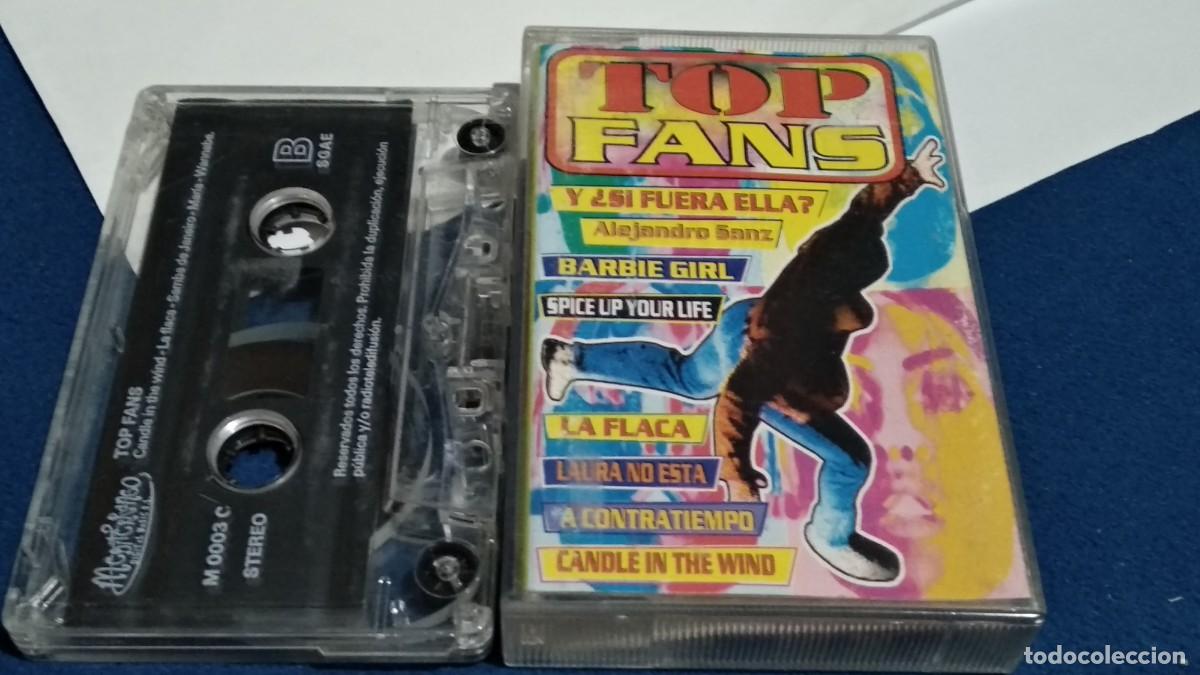 TOP FANS
Candle in the wind - La flaca - Samba de Janeiro - Maria - Wannabe.
B
SGAE
Reservados todos los derechos. Prohibida la duplicación, ejecución
pública y/o radioteledifusión.
M 0003 C
STEREO
TOP
FANS
Y ¿SI FUERA ELLA?
Alejandro Sanz
BARBIE GIRL
SPICE UP YOUR LIFE
LA FLACA
LAURA NO ESTA
A CONTRATIEMPO
CANDLE IN THE WIND
todocoleccion